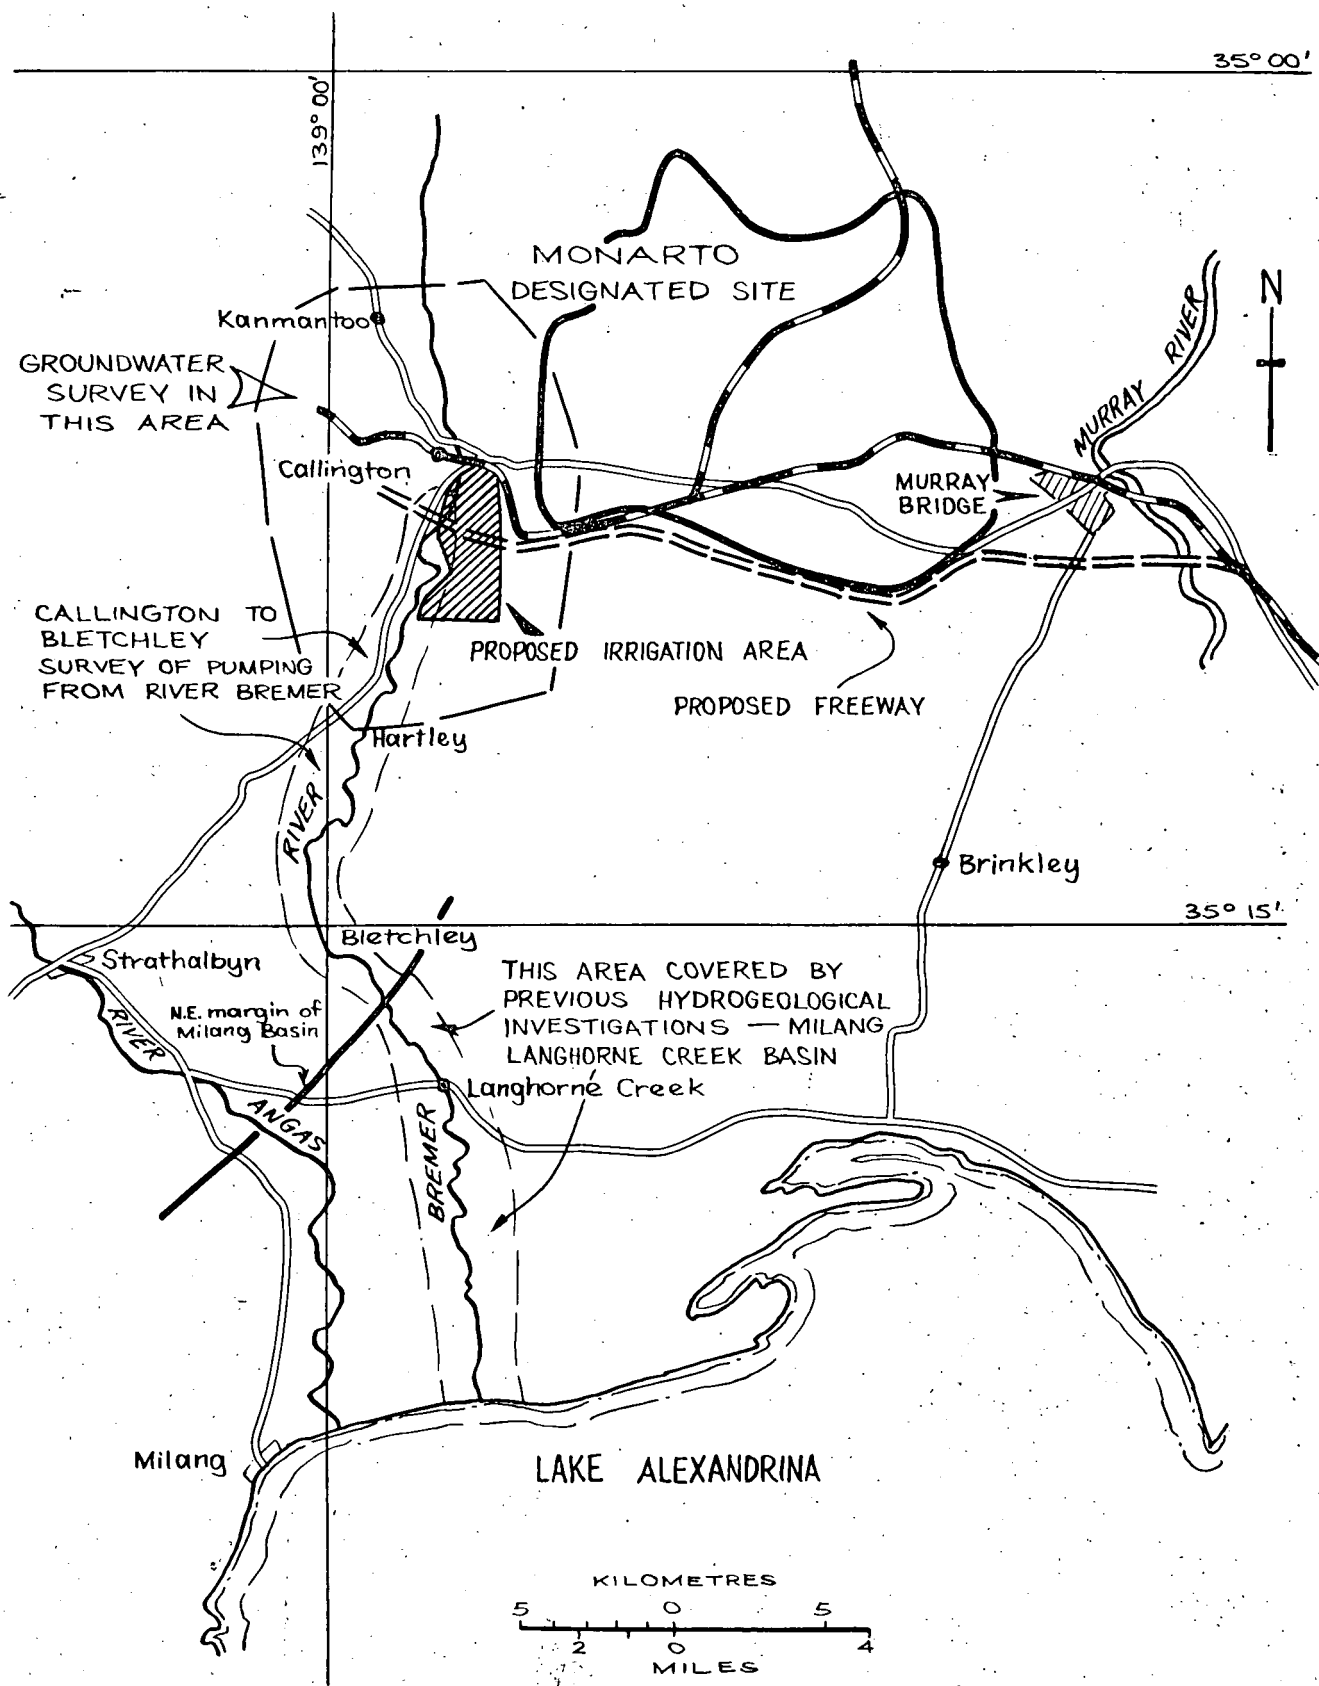 35° 00'
139° 00'
MONARTO
DESIGNATED SITE
N
Kanmantoo
MURRAY RIVER
GROUNDWATER
SURVEY IN
THIS AREA
Callington
MURRAY
BRIDGE
CALLINGTON TO
BLETCHLEY
SURVEY OF PUMPING
FROM RIVER BREMER
PROPOSED IRRIGATION AREA
PROPOSED FREEWAY
Hartley
RIVER
Brinkley
35° 15'
Bletchley
Strathalbyn
THIS AREA COVERED BY
PREVIOUS HYDROGEOLOGICAL
INVESTIGATIONS — MILANG
LANGHORNE CREEK BASIN
N.E. margin of
Milang Basin
RIVER
Langhorne Creek
ANGAS
BREMER
Milang
LAKE ALEXANDRINA
KILOMETRES
5 0 5
2 0 4
MILES